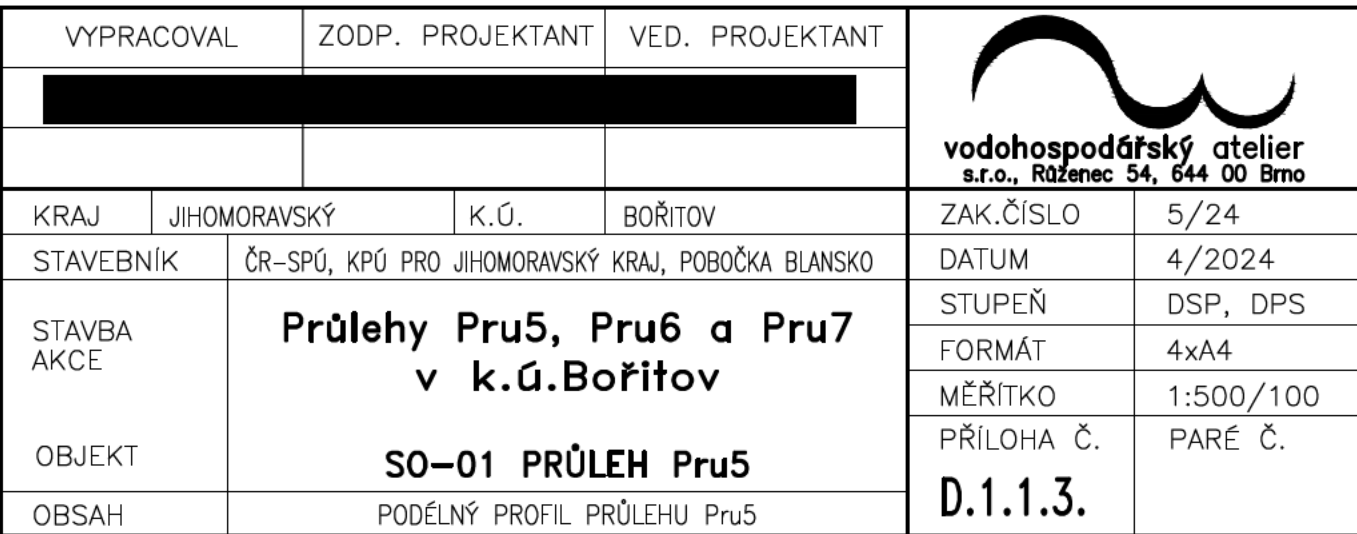 VYPRACOVAL ZODP. PROJEKTANT VED. PROJEKTANT
vodohospodářský atelier
s.r.o., Růženec 54, 644 00 Brno
KRAJ JIHOMORAVSKÝ K.Ú. BOŘITOV
ZAK.ČÍSLO 5/24
STAVEBNÍK ČR-SPÚ, KPÚ PRO JIHOMORAVSKÝ KRAJ, POBOČKA BLANSKO
DATUM 4/2024
STAVBA
AKCE
Průlehy Pru5, Pru6 a Pru7
v k.ú.Bořitov
STUPEŇ DSP, DPS
FORMÁT 4xA4
MĚŘÍTKO 1:500/100
OBJEKT SO-01 PRŮLEH Pru5
PŘÍLOHA Č. PARÉ Č.
D.1.1.3.
OBSAH PODÉLNÝ PROFIL PRŮLEHU Pru5